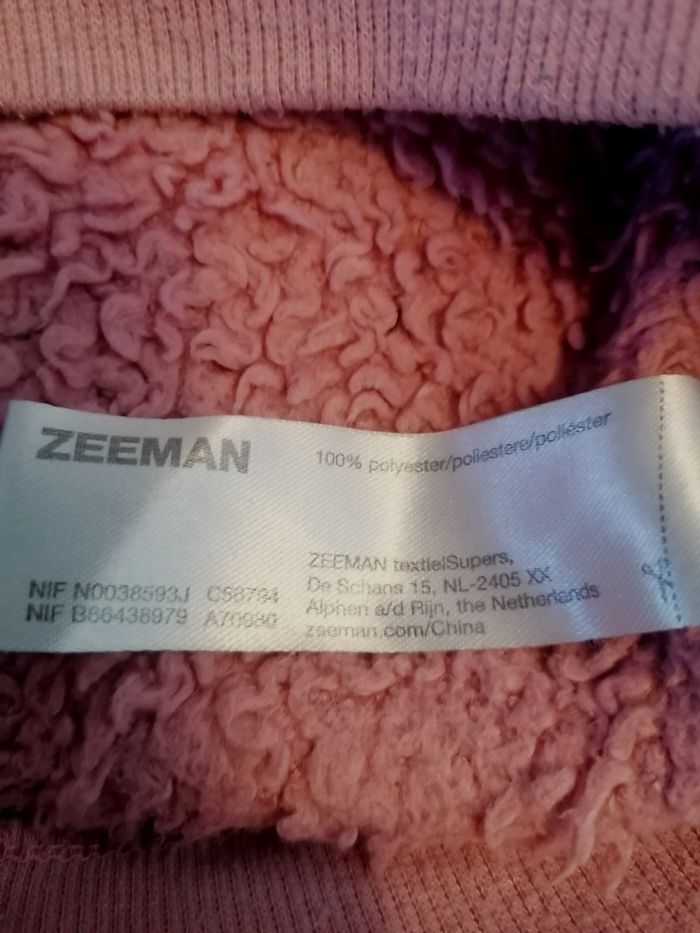 ZEEMAN
100% polyester/poliestere/poliéster
NIF N0038593J C58794
NIF B66438979 A70930
ZEEMAN textielSupers,
De Schans 15, NL-2405 XX
Alphen a/d Rijn, the Netherlands
zeeman.com/China